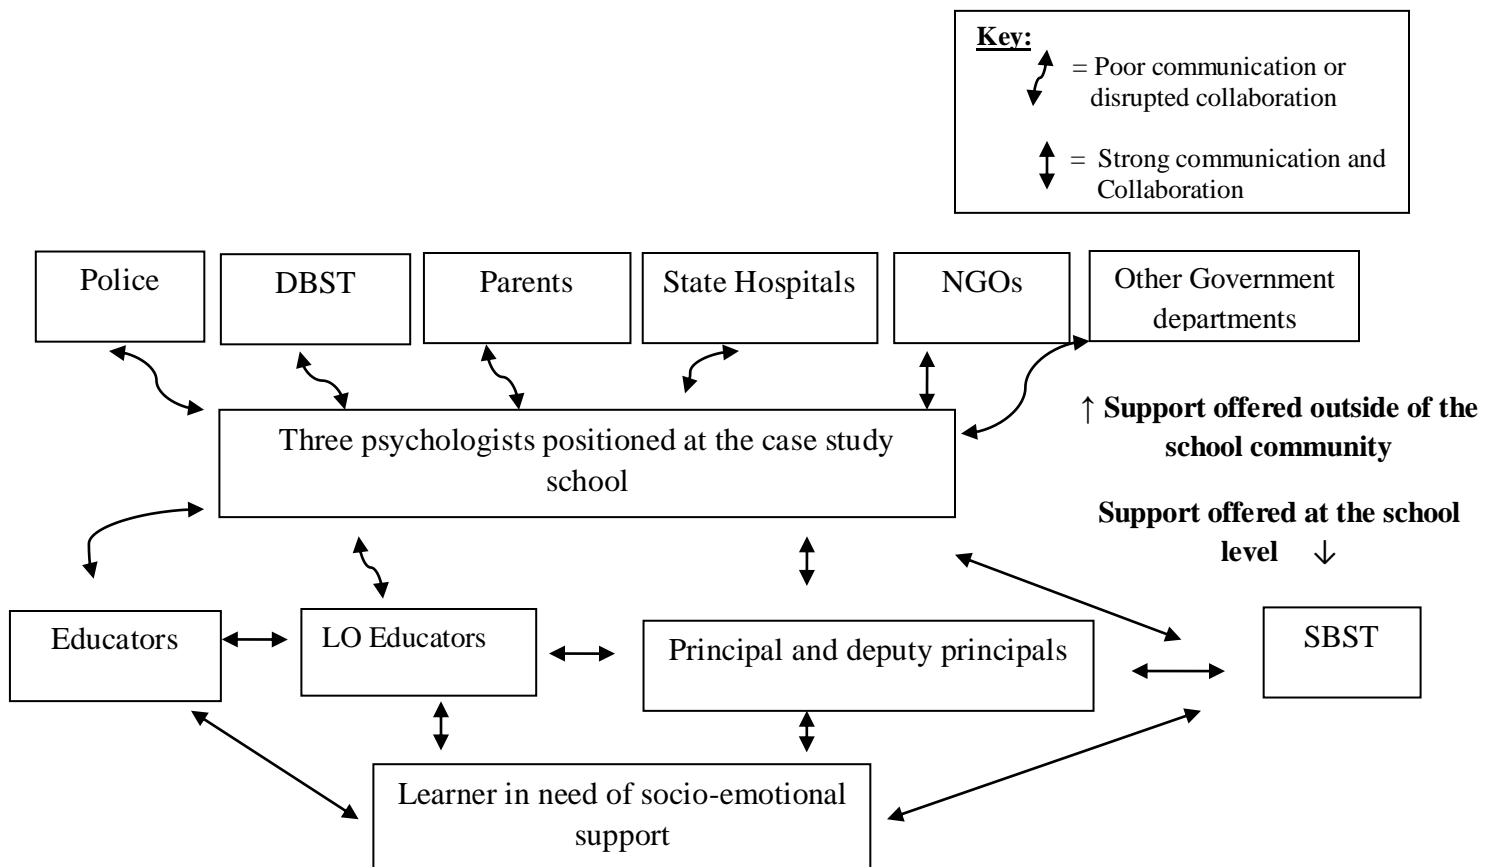 Key:
= Poor communication or
disrupted collaboration
= Strong communication and
Collaboration
Police
DBST
Parents
State Hospitals
NGOs
Other Government
departments
↑ Support offered outside of the
school community
Three psychologists positioned at the case study
school
Support offered at the school
level ↓
Educators
LO Educators
Principal and deputy principals
SBST
Learner in need of socio-emotional
support